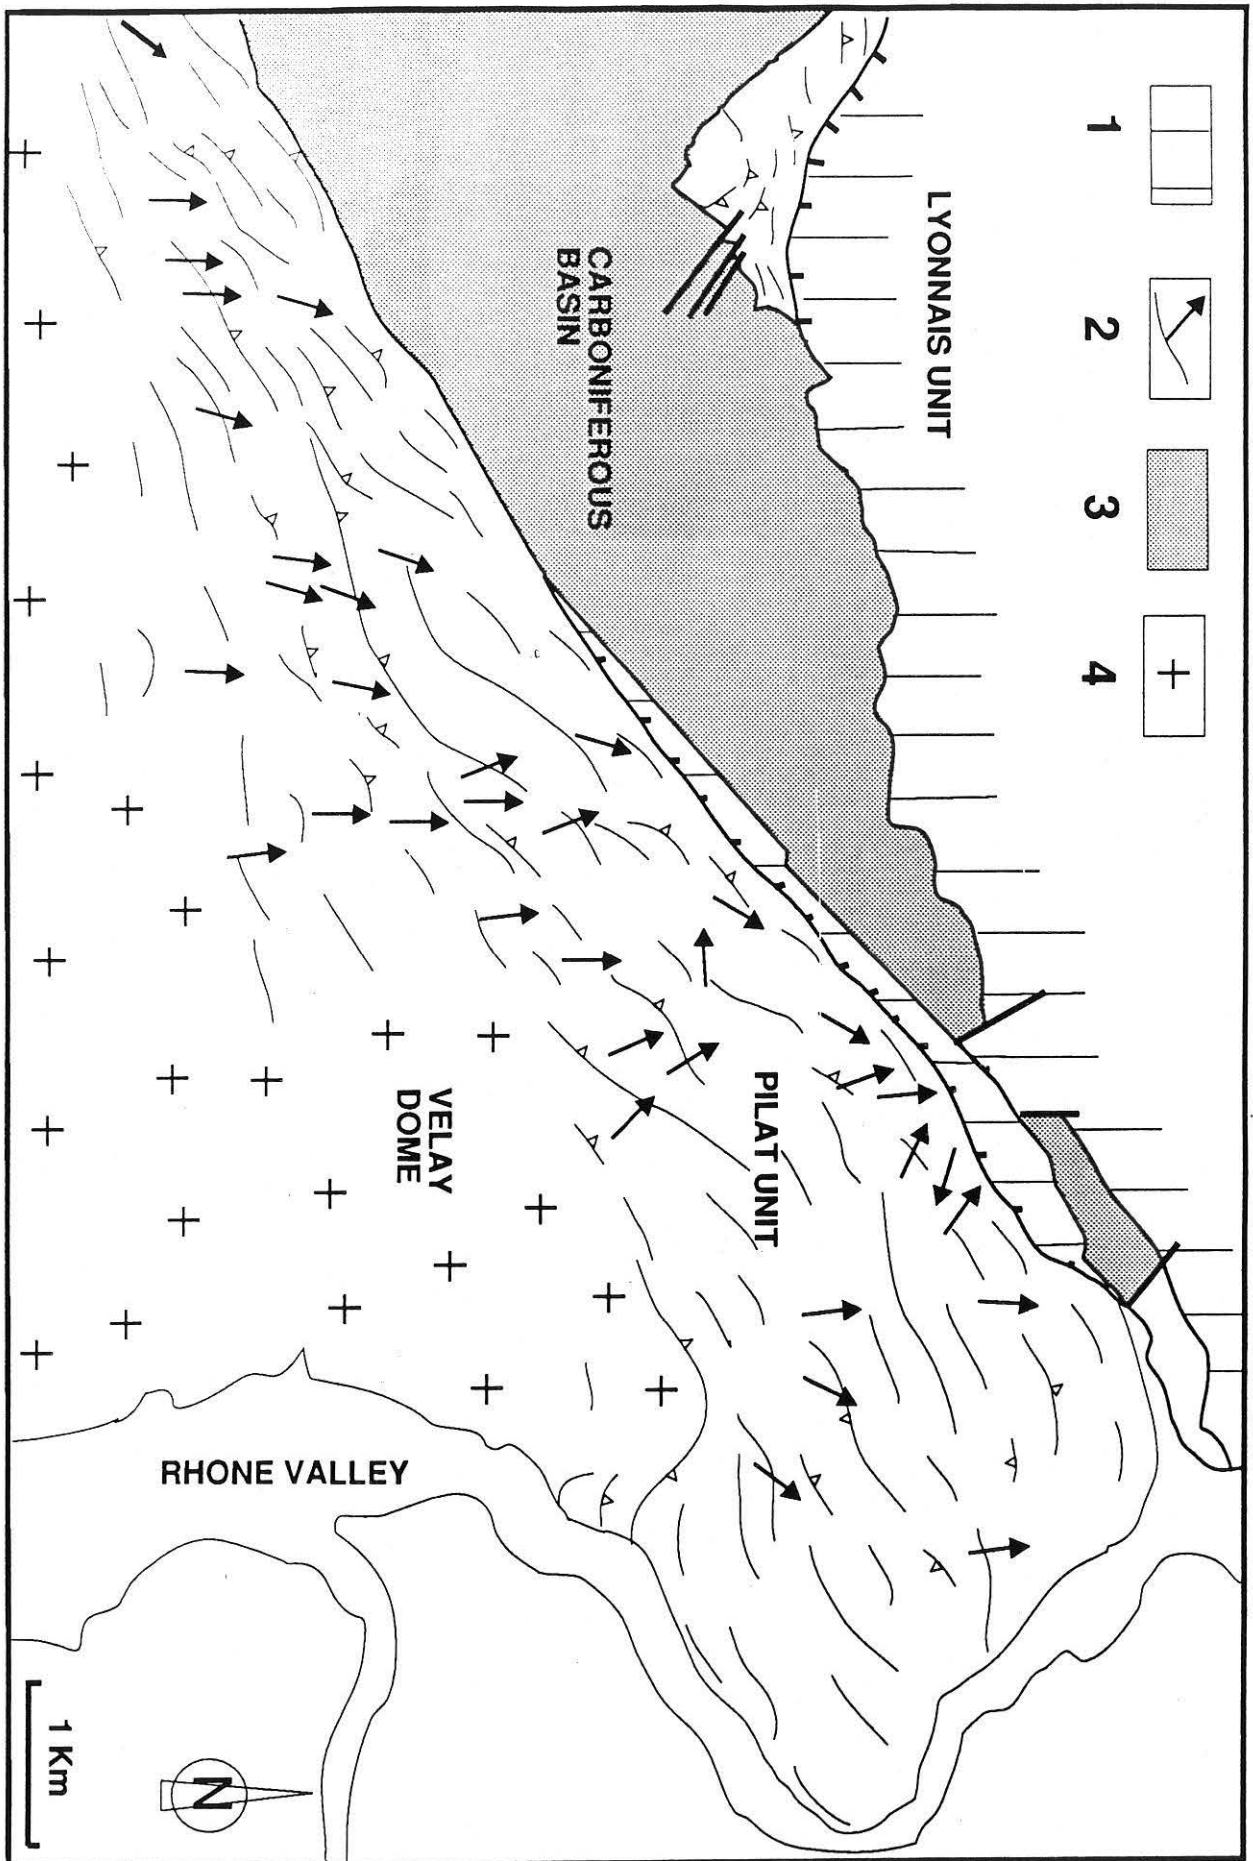 1
2
3
4
LYONNAIS UNIT
CARBONIFEROUS
BASIN
PILAT UNIT
VELAY
DOME
RHONE VALLEY
N
1 Km